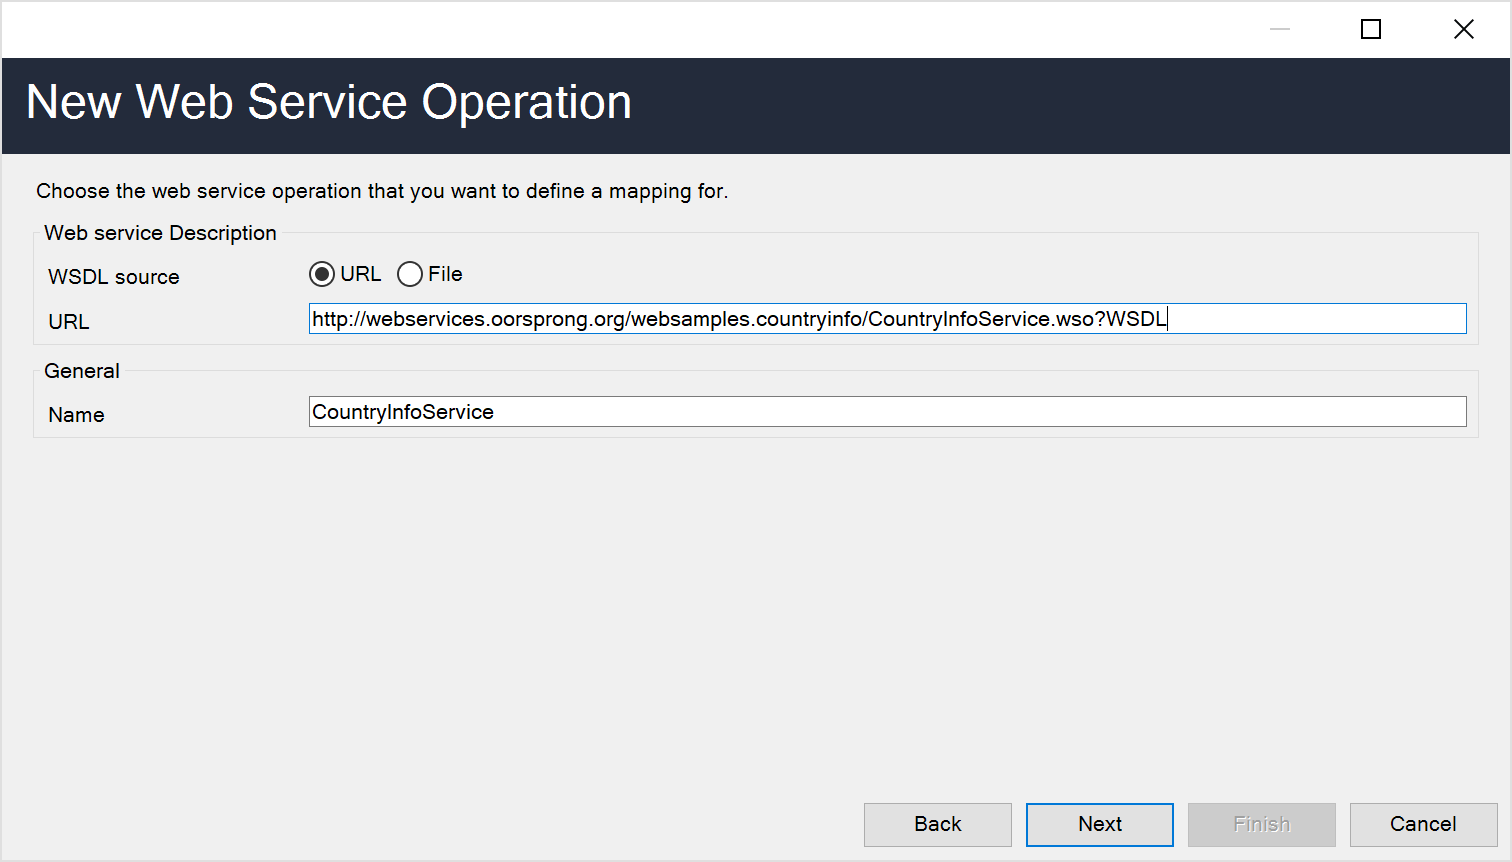 New Web Service Operation
Choose the web service operation that you want to define a mapping for.
Web service Description
WSDL source URL File
URL http://webservices.oorsprong.org/websamples.countryinfo/CountryInfoService.wso?WSDL
General
Name CountryInfoService
Back Next Finish Cancel